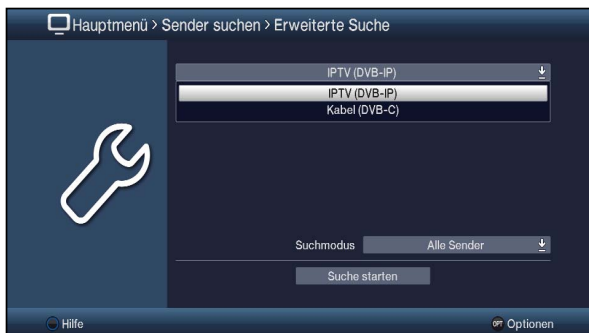 Hauptmenü > Sender suchen > Erweiterte Suche
IPTV (DVB-IP)
IPTV (DVB-IP)
Kabel (DVB-C)
Suchmodus Alle Sender
Suche starten
Hilfe OPT Optionen